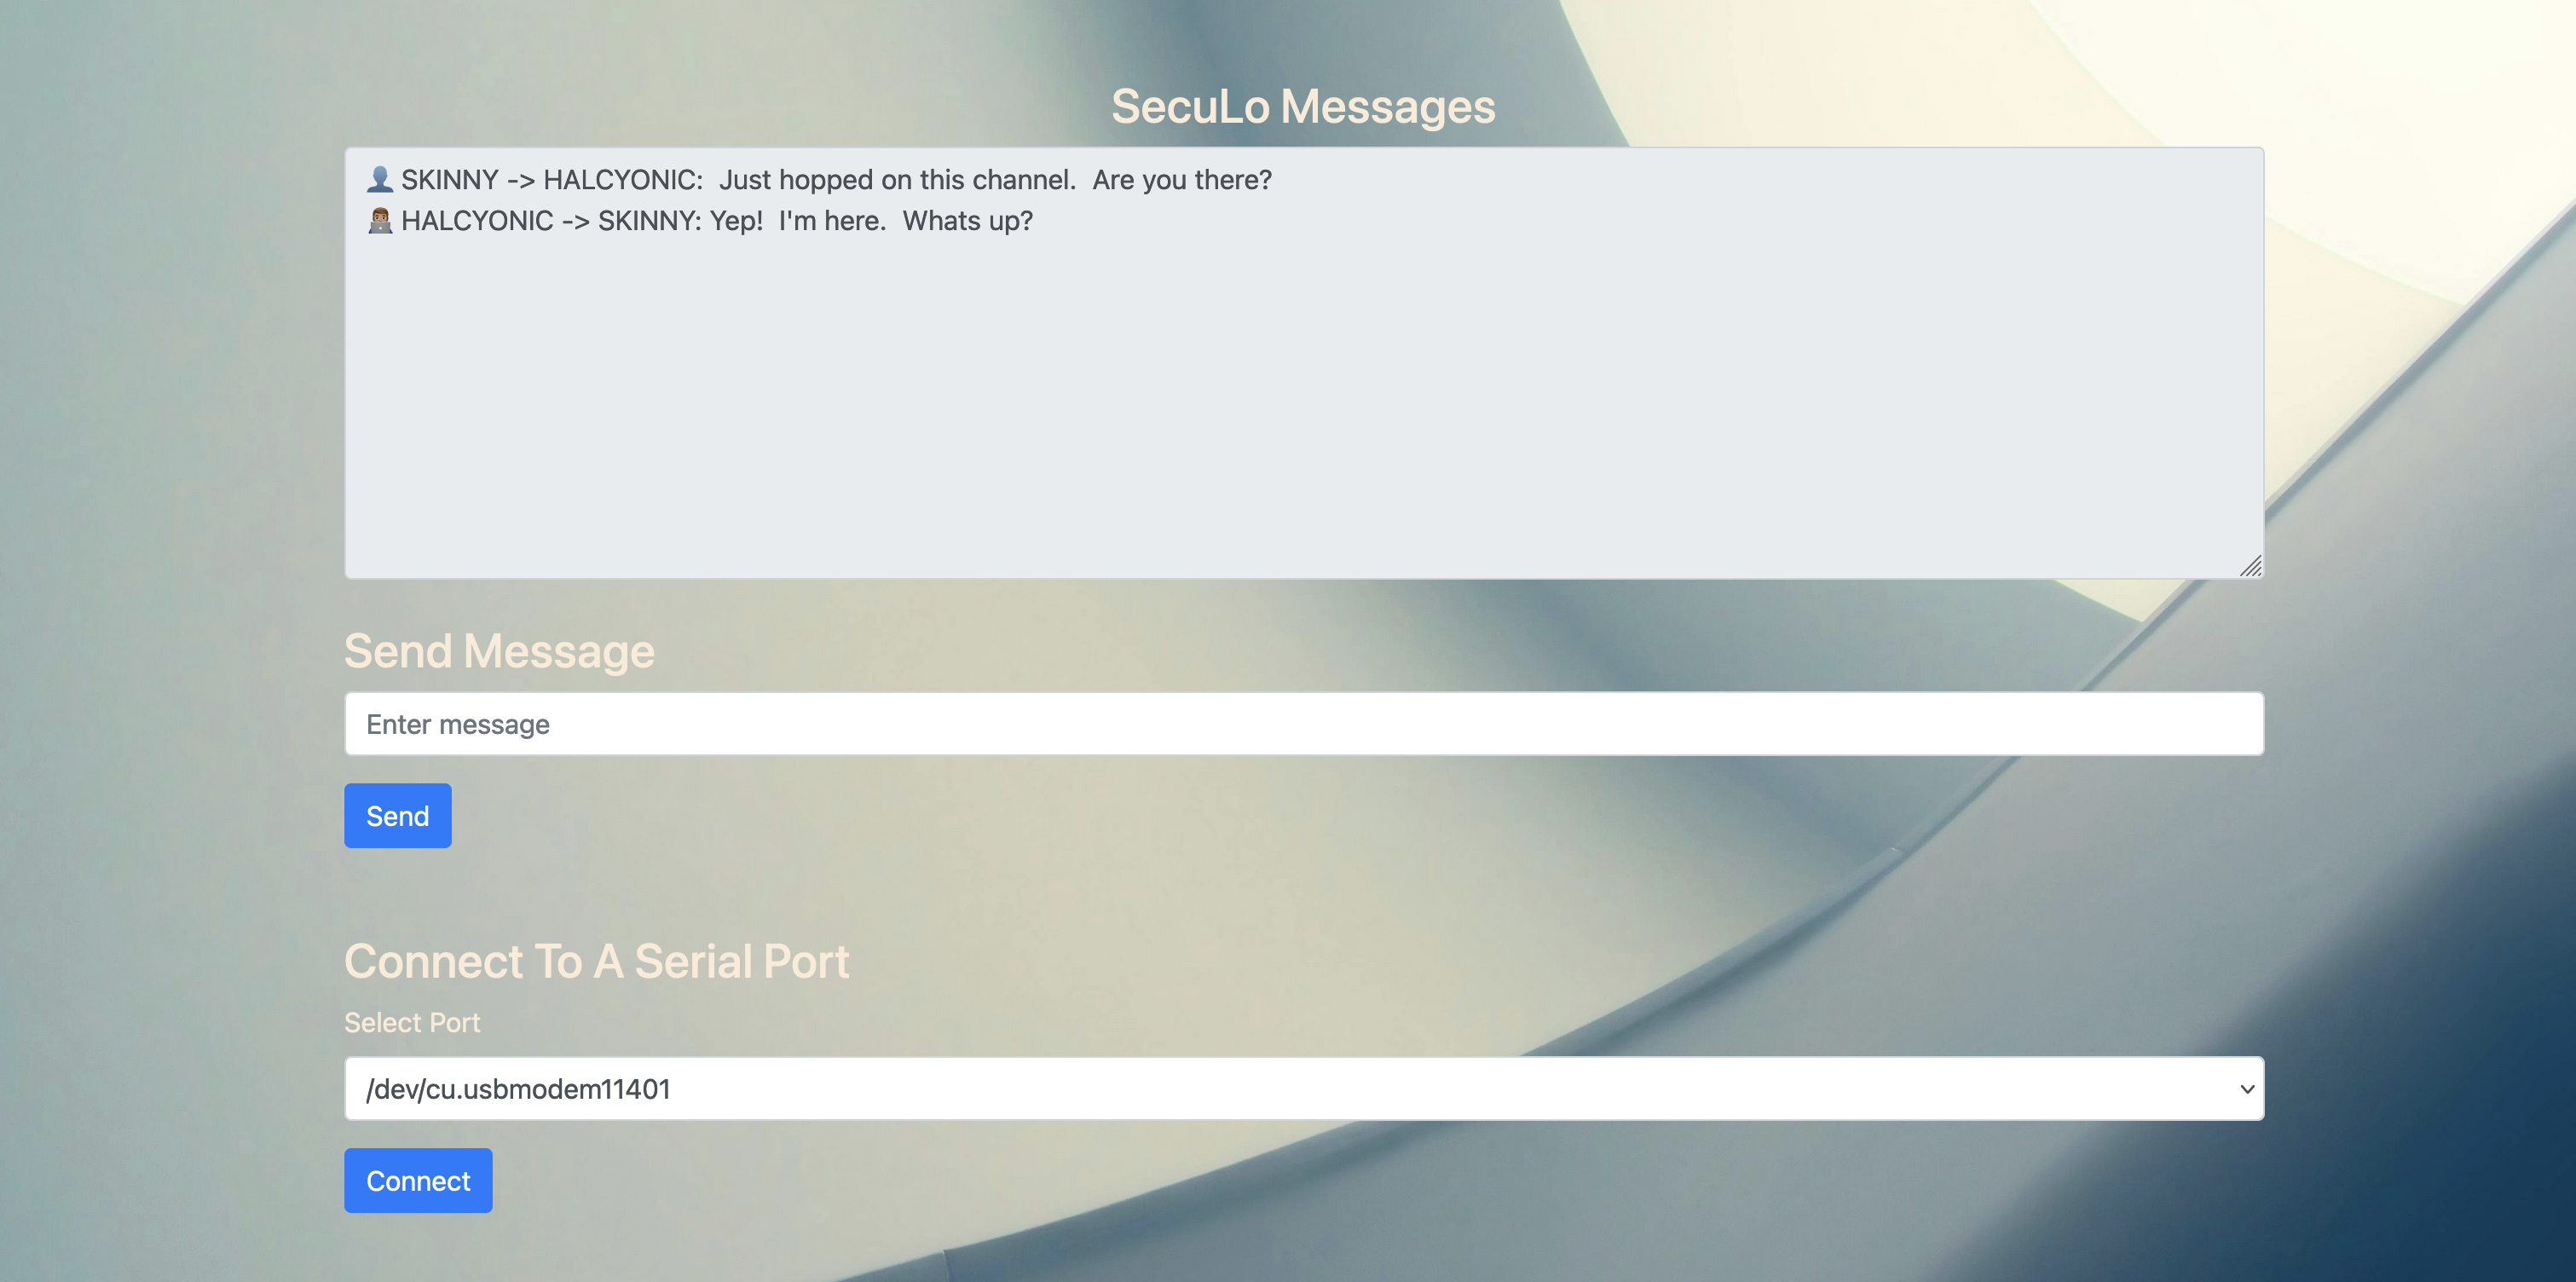 SecuLo Messages
👤 SKINNY -> HALCYONIC:  Just hopped on this channel.  Are you there?
👨🏽‍💻 HALCYONIC -> SKINNY: Yep!  I'm here.  Whats up?
Send Message
Enter message
Send
Connect To A Serial Port
Select Port
/dev/cu.usbmodem11401
Connect